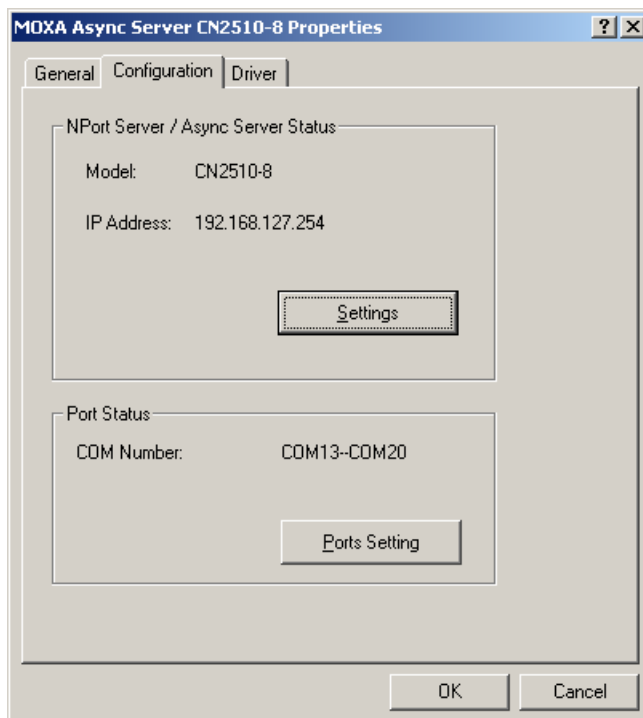 MOXA Async Server CN2510-8 Properties
General Configuration Driver
NPort Server / Async Server Status
Model: CN2510-8
IP Address: 192.168.127.254
Settings
Port Status
COM Number: COM13--COM20
Ports Setting
OK Cancel